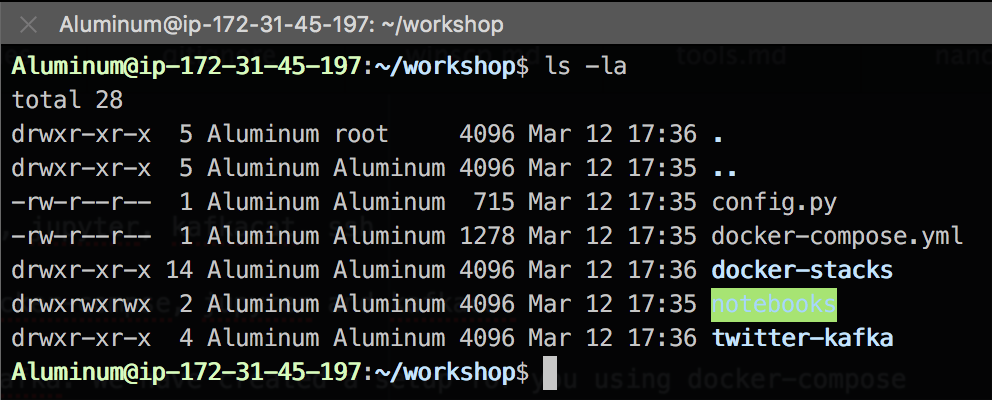 Aluminum@ip-172-31-45-197: ~/workshop
Aluminum@ip-172-31-45-197:~/workshop$ ls -la
total 28
drwxr-xr-x  5 Aluminum root     4096 Mar 12 17:36 .
drwxr-xr-x  5 Aluminum Aluminum 4096 Mar 12 17:35 ..
-rw-r--r--  1 Aluminum Aluminum  715 Mar 12 17:35 config.py
-rw-r--r--  1 Aluminum Aluminum 1278 Mar 12 17:35 docker-compose.yml
drwxr-xr-x 14 Aluminum Aluminum 4096 Mar 12 17:36 docker-stacks
drwxrwxrwx  2 Aluminum Aluminum 4096 Mar 12 17:35 notebooks
drwxr-xr-x  4 Aluminum Aluminum 4096 Mar 12 17:36 twitter-kafka
Aluminum@ip-172-31-45-197:~/workshop$